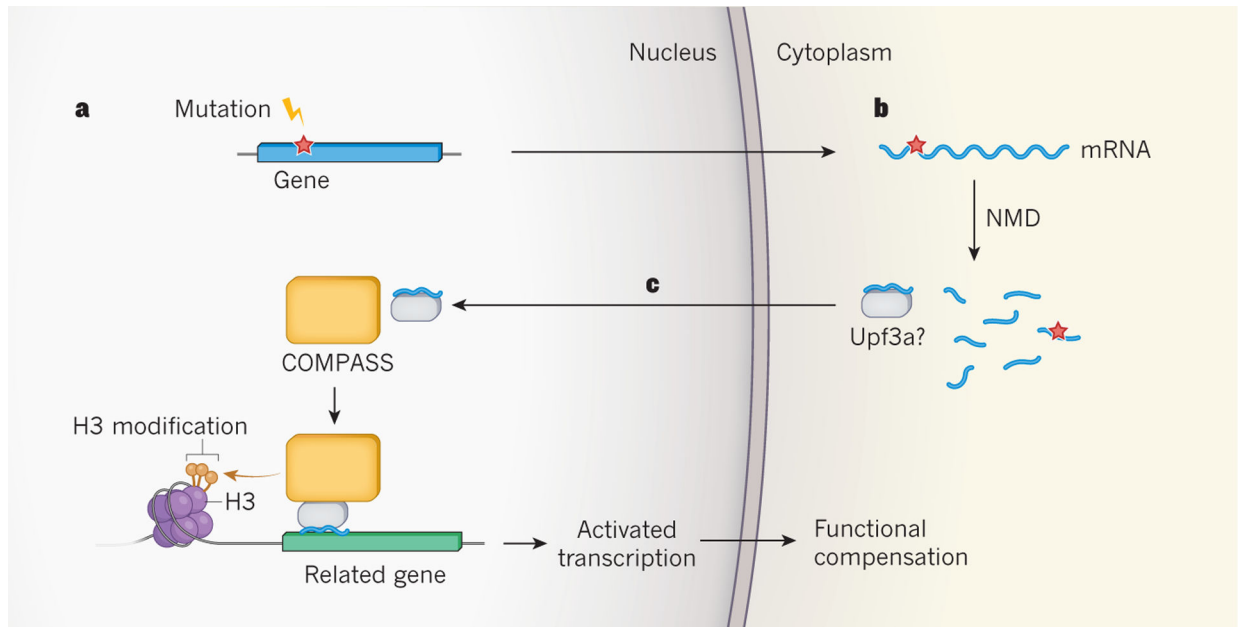 Nucleus
Cytoplasm
a
Mutation
b
mRNA
Gene
NMD
c
Upf3a?
COMPASS
H3 modification
H3
Activated
transcription
Functional
compensation
Related gene